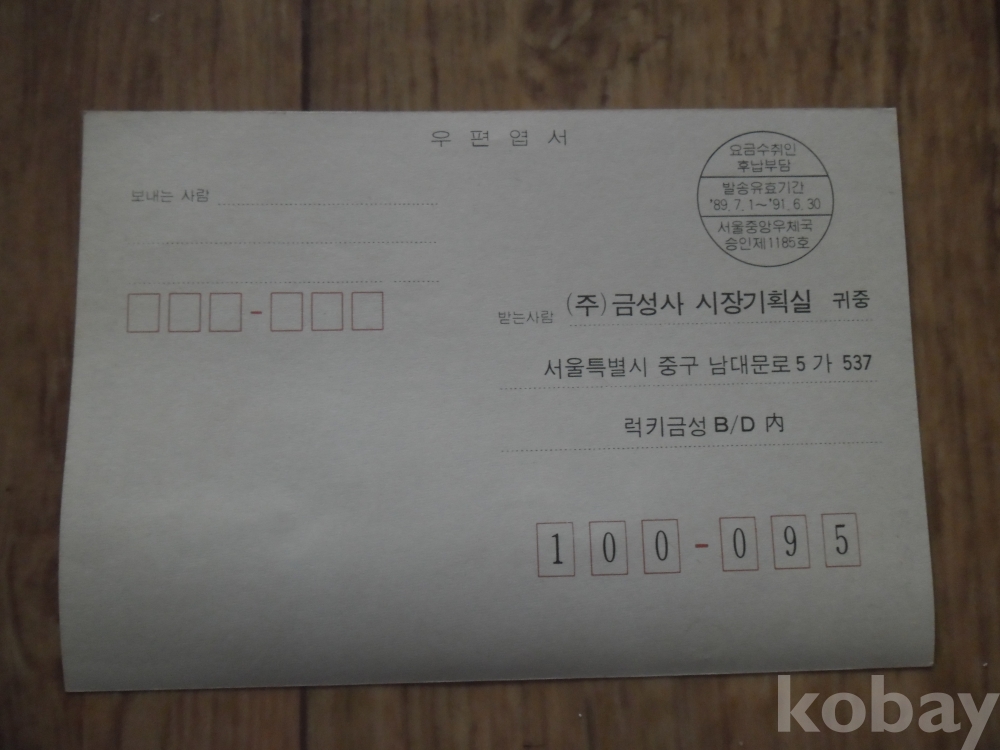 우편엽서
요금수취인
후납부담
발송유효기간
'89.7.1~'91.6.30
서울중앙우체국
승인제1185호
보내는 사람
받는사람 (주)금성사 시장기획실 귀중
서울특별시 중구 남대문로5가 537
럭키금성 B/D 内
100-095
kobay